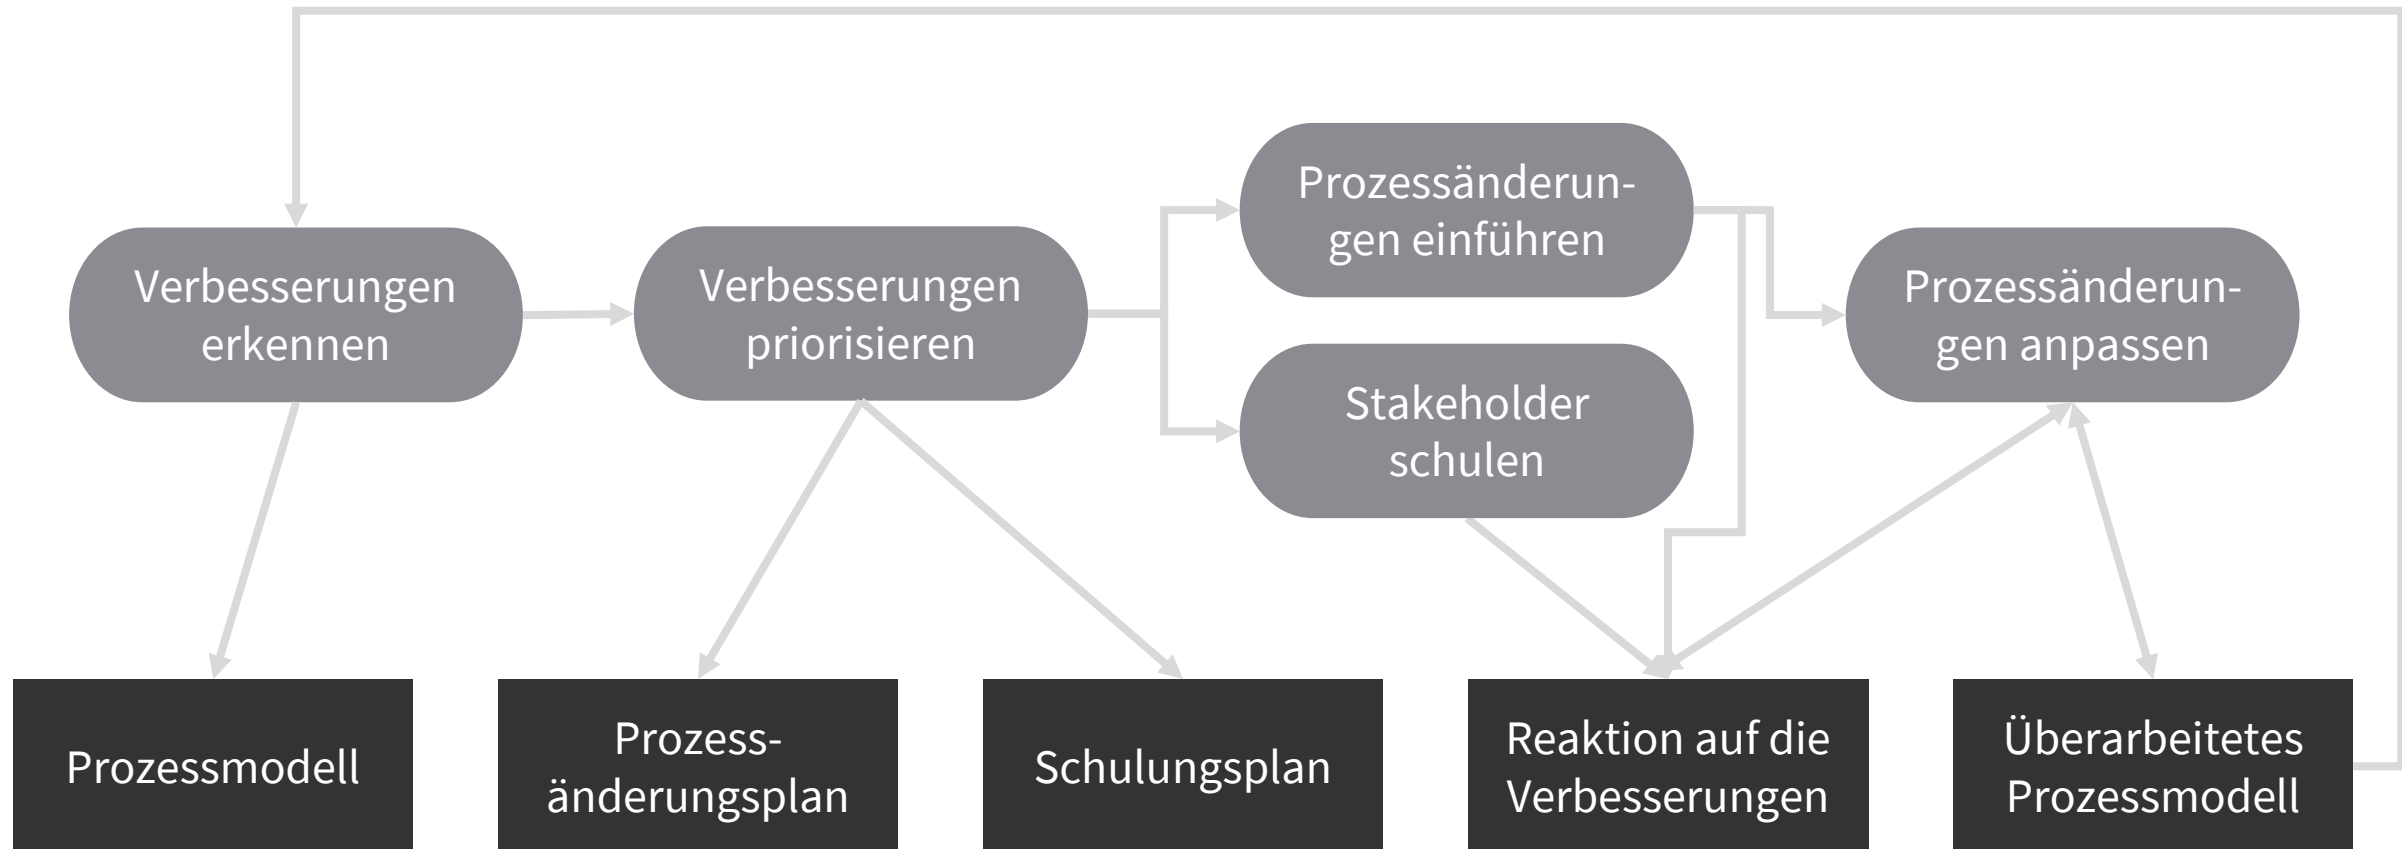 Verbesserungen
erkennen
Verbesserungen
priorisieren
Prozessänderun-
gen einführen
Stakeholder
schulen
Prozessänderun-
gen anpassen
Prozessmodell
Prozess-
änderungsplan
Schulungsplan
Reaktion auf die
Verbesserungen
Überarbeitetes
Prozessmodell